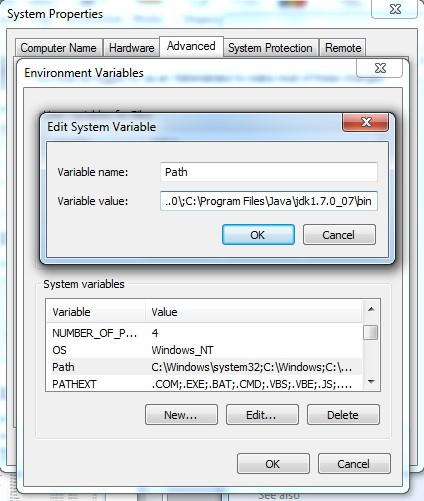 System Properties
Computer Name Hardware Advanced System Protection Remote
Environment Variables
Edit System Variable
Variable name: Path
Variable value: ..0\;C:\Program Files\Java\jdk1.7.0_07\bin
OK Cancel
System variables
Variable Value
NUMBER_OF_P... 4
OS Windows_NT
Path C:\Windows\system32;C:\Windows;C:\...
PATHEXT .COM;.EXE;.BAT;.CMD;.VBS;.VBE;.JS;....
New... Edit... Delete
OK Cancel
See also